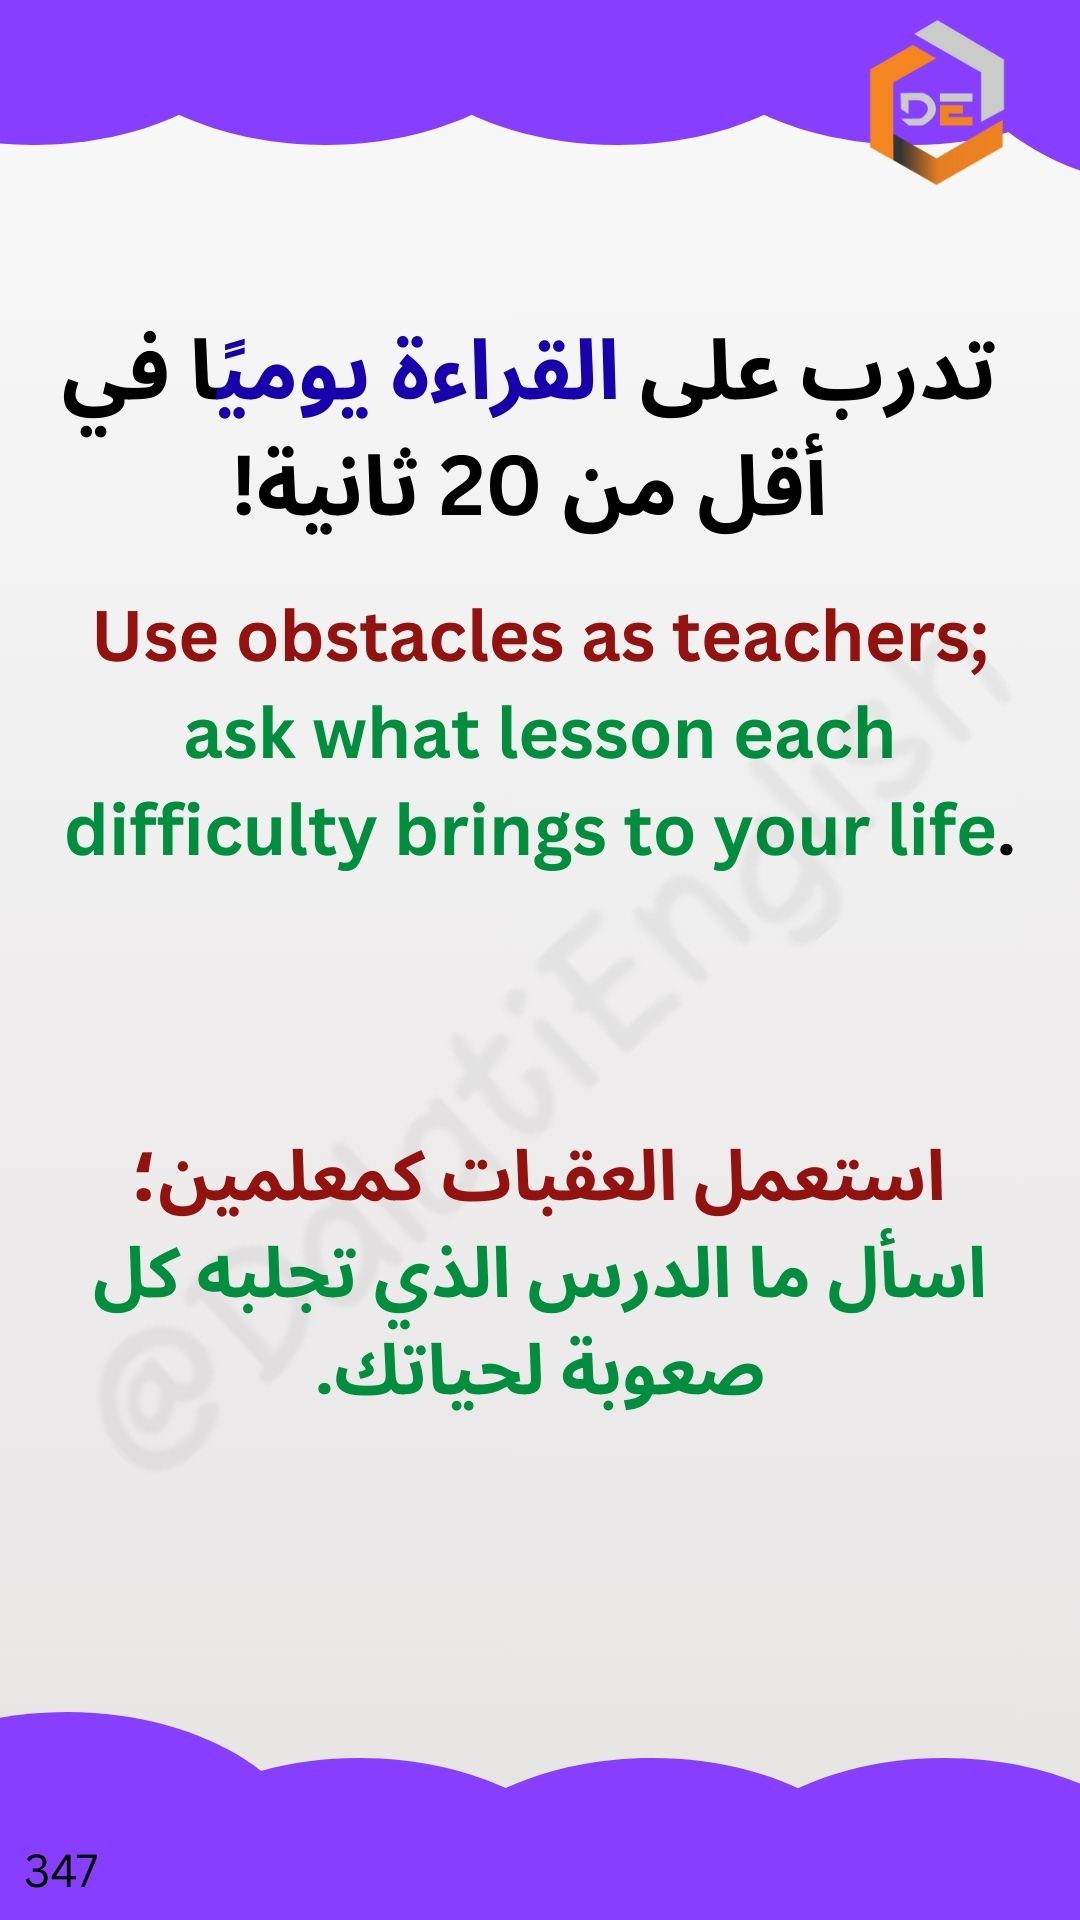 DE
تدرب على القراءة يوميًا في
أقل من 20 ثانية!
Use obstacles as teachers;
ask what lesson each
difficulty brings to your life.
@DalatiEnglish
استعمل العقبات كمعلمين؛
اسأل ما الدرس الذي تجلبه كل
صعوبة لحياتك.
347